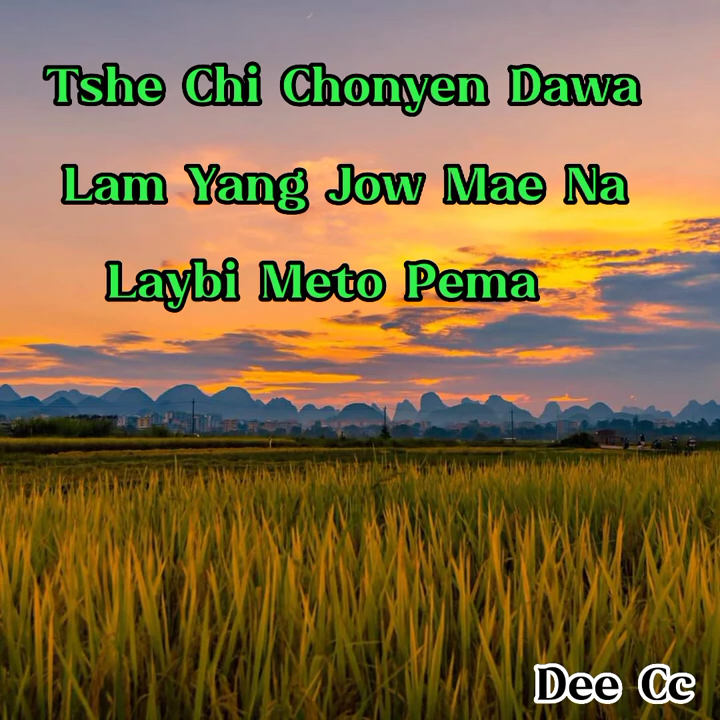 Tshe Chi Chonyen Dawa
Lam Yang Jow Mae Na
Laybi Meto Pema
Dee Cc